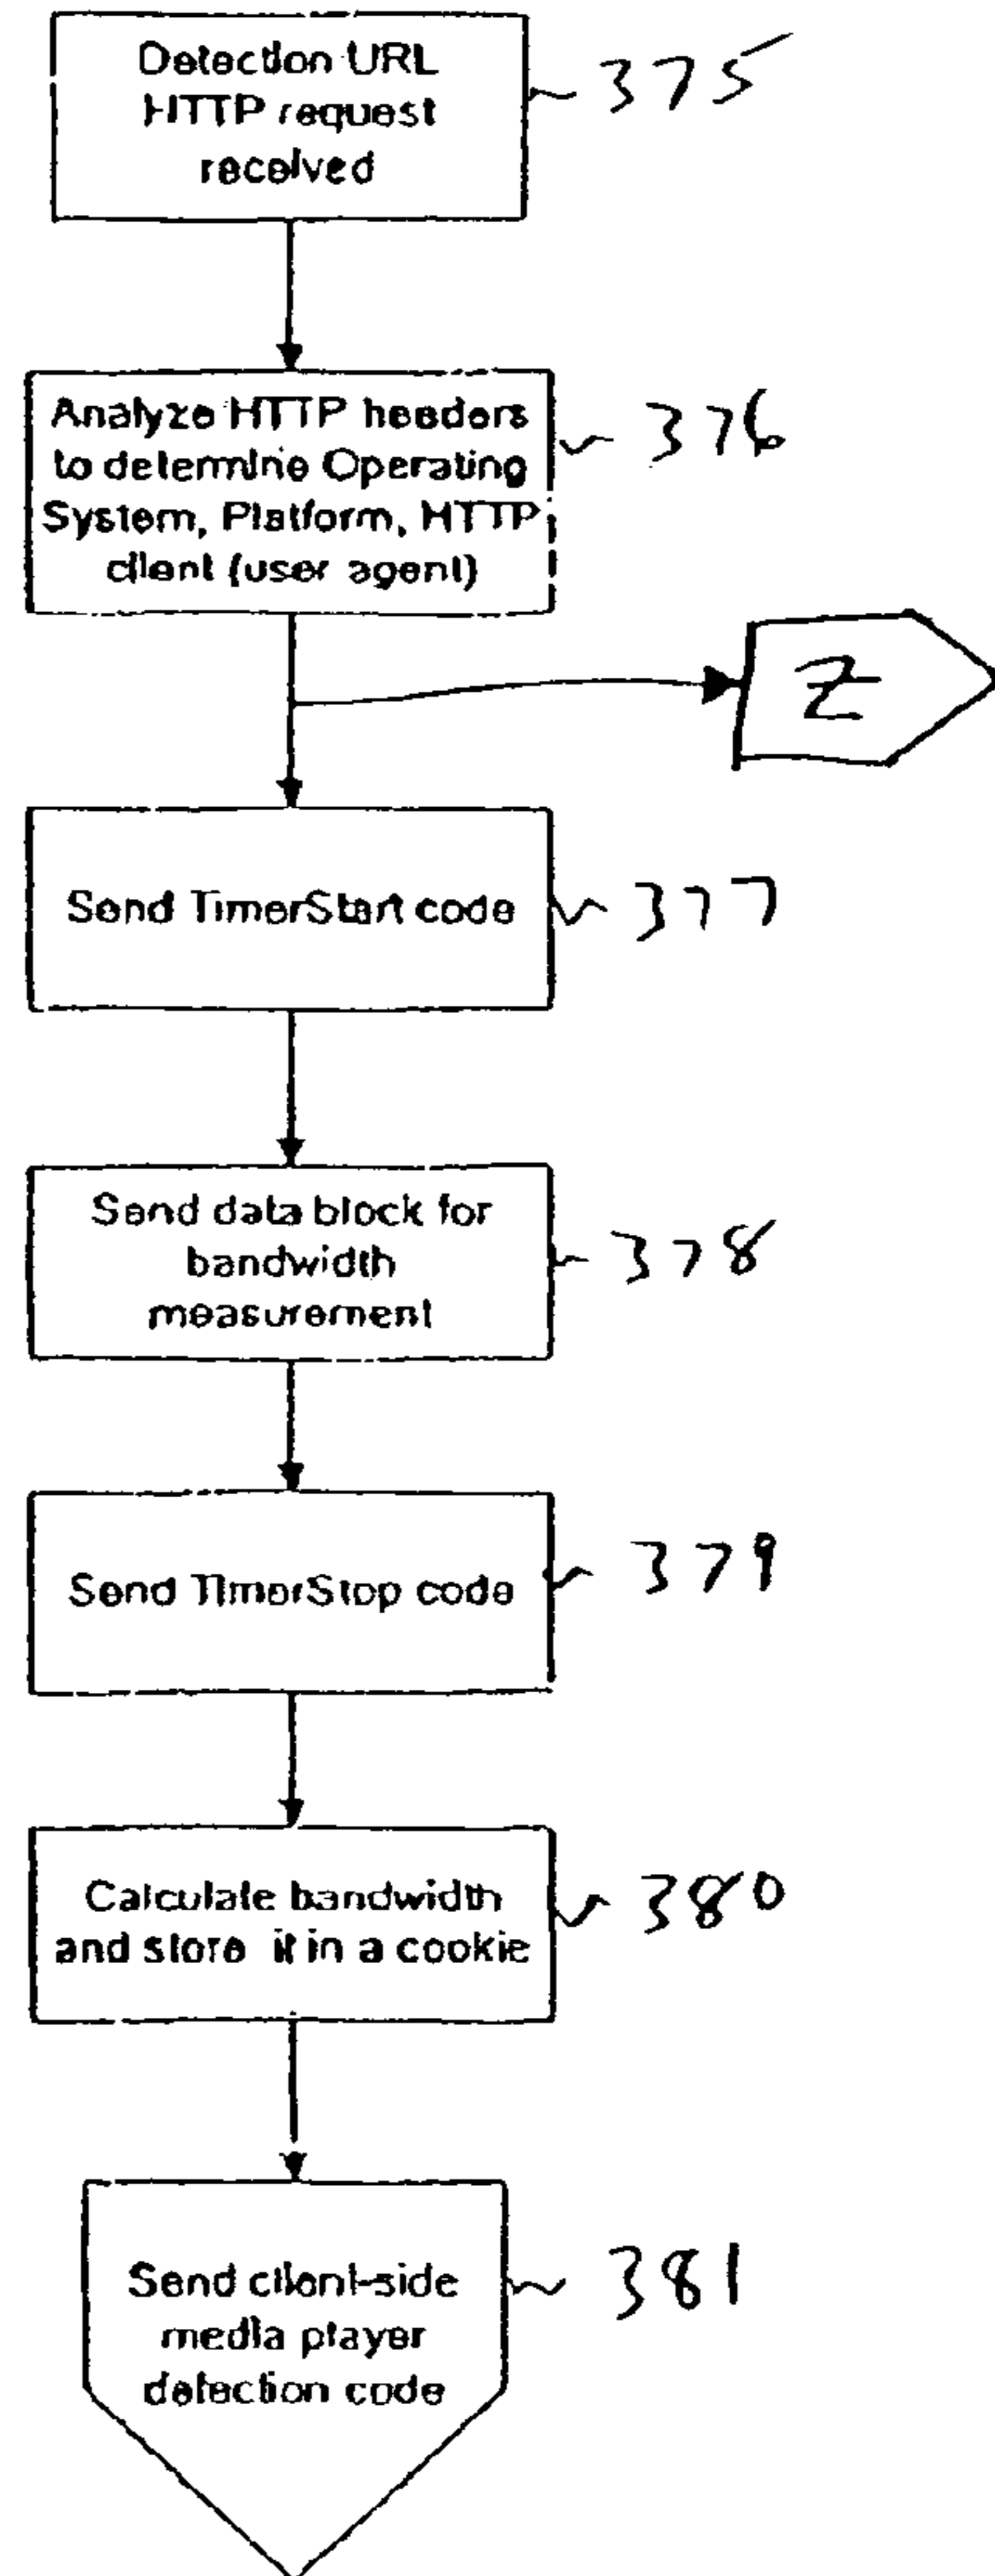 Detection URL
HTTP request
received
375
Analyze HTTP headers
to determine Operating
System, Platform, HTTP
client (user agent)
376
Z
Send TimerStart code
377
Send data block for
bandwidth
measurement
378
Send TimerStop code
379
Calculate bandwidth
and store it in a cookie
380
Send client-side
media player
detection code
381